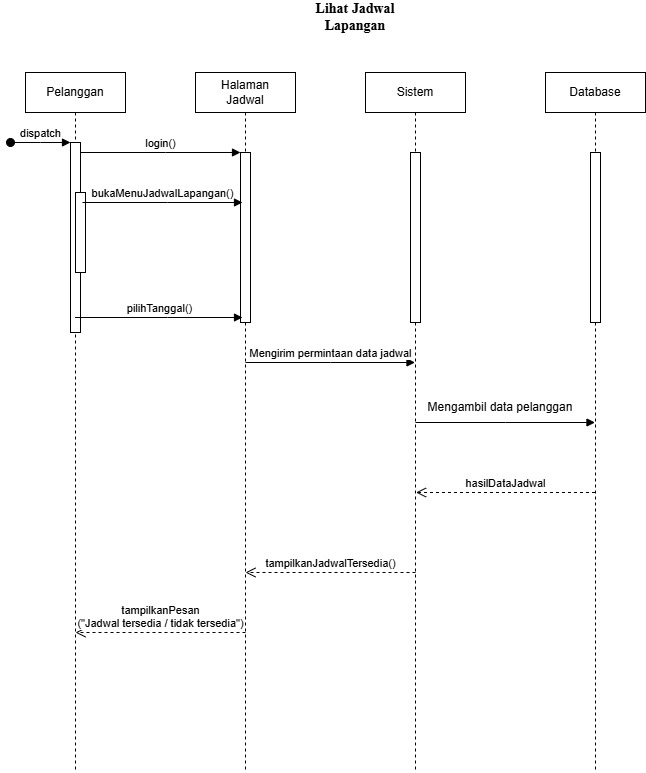 Lihat Jadwal
Lapangan
Pelanggan
Halaman
Jadwal
Sistem
Database
dispatch
login()
bukaMenuJadwalLapangan()
pilihTanggal()
Mengirim permintaan data jadwal
Mengambil data pelanggan
hasilDataJadwal
tampilkanJadwalTersedia()
tampilkanPesan
("Jadwal tersedia / tidak tersedia")